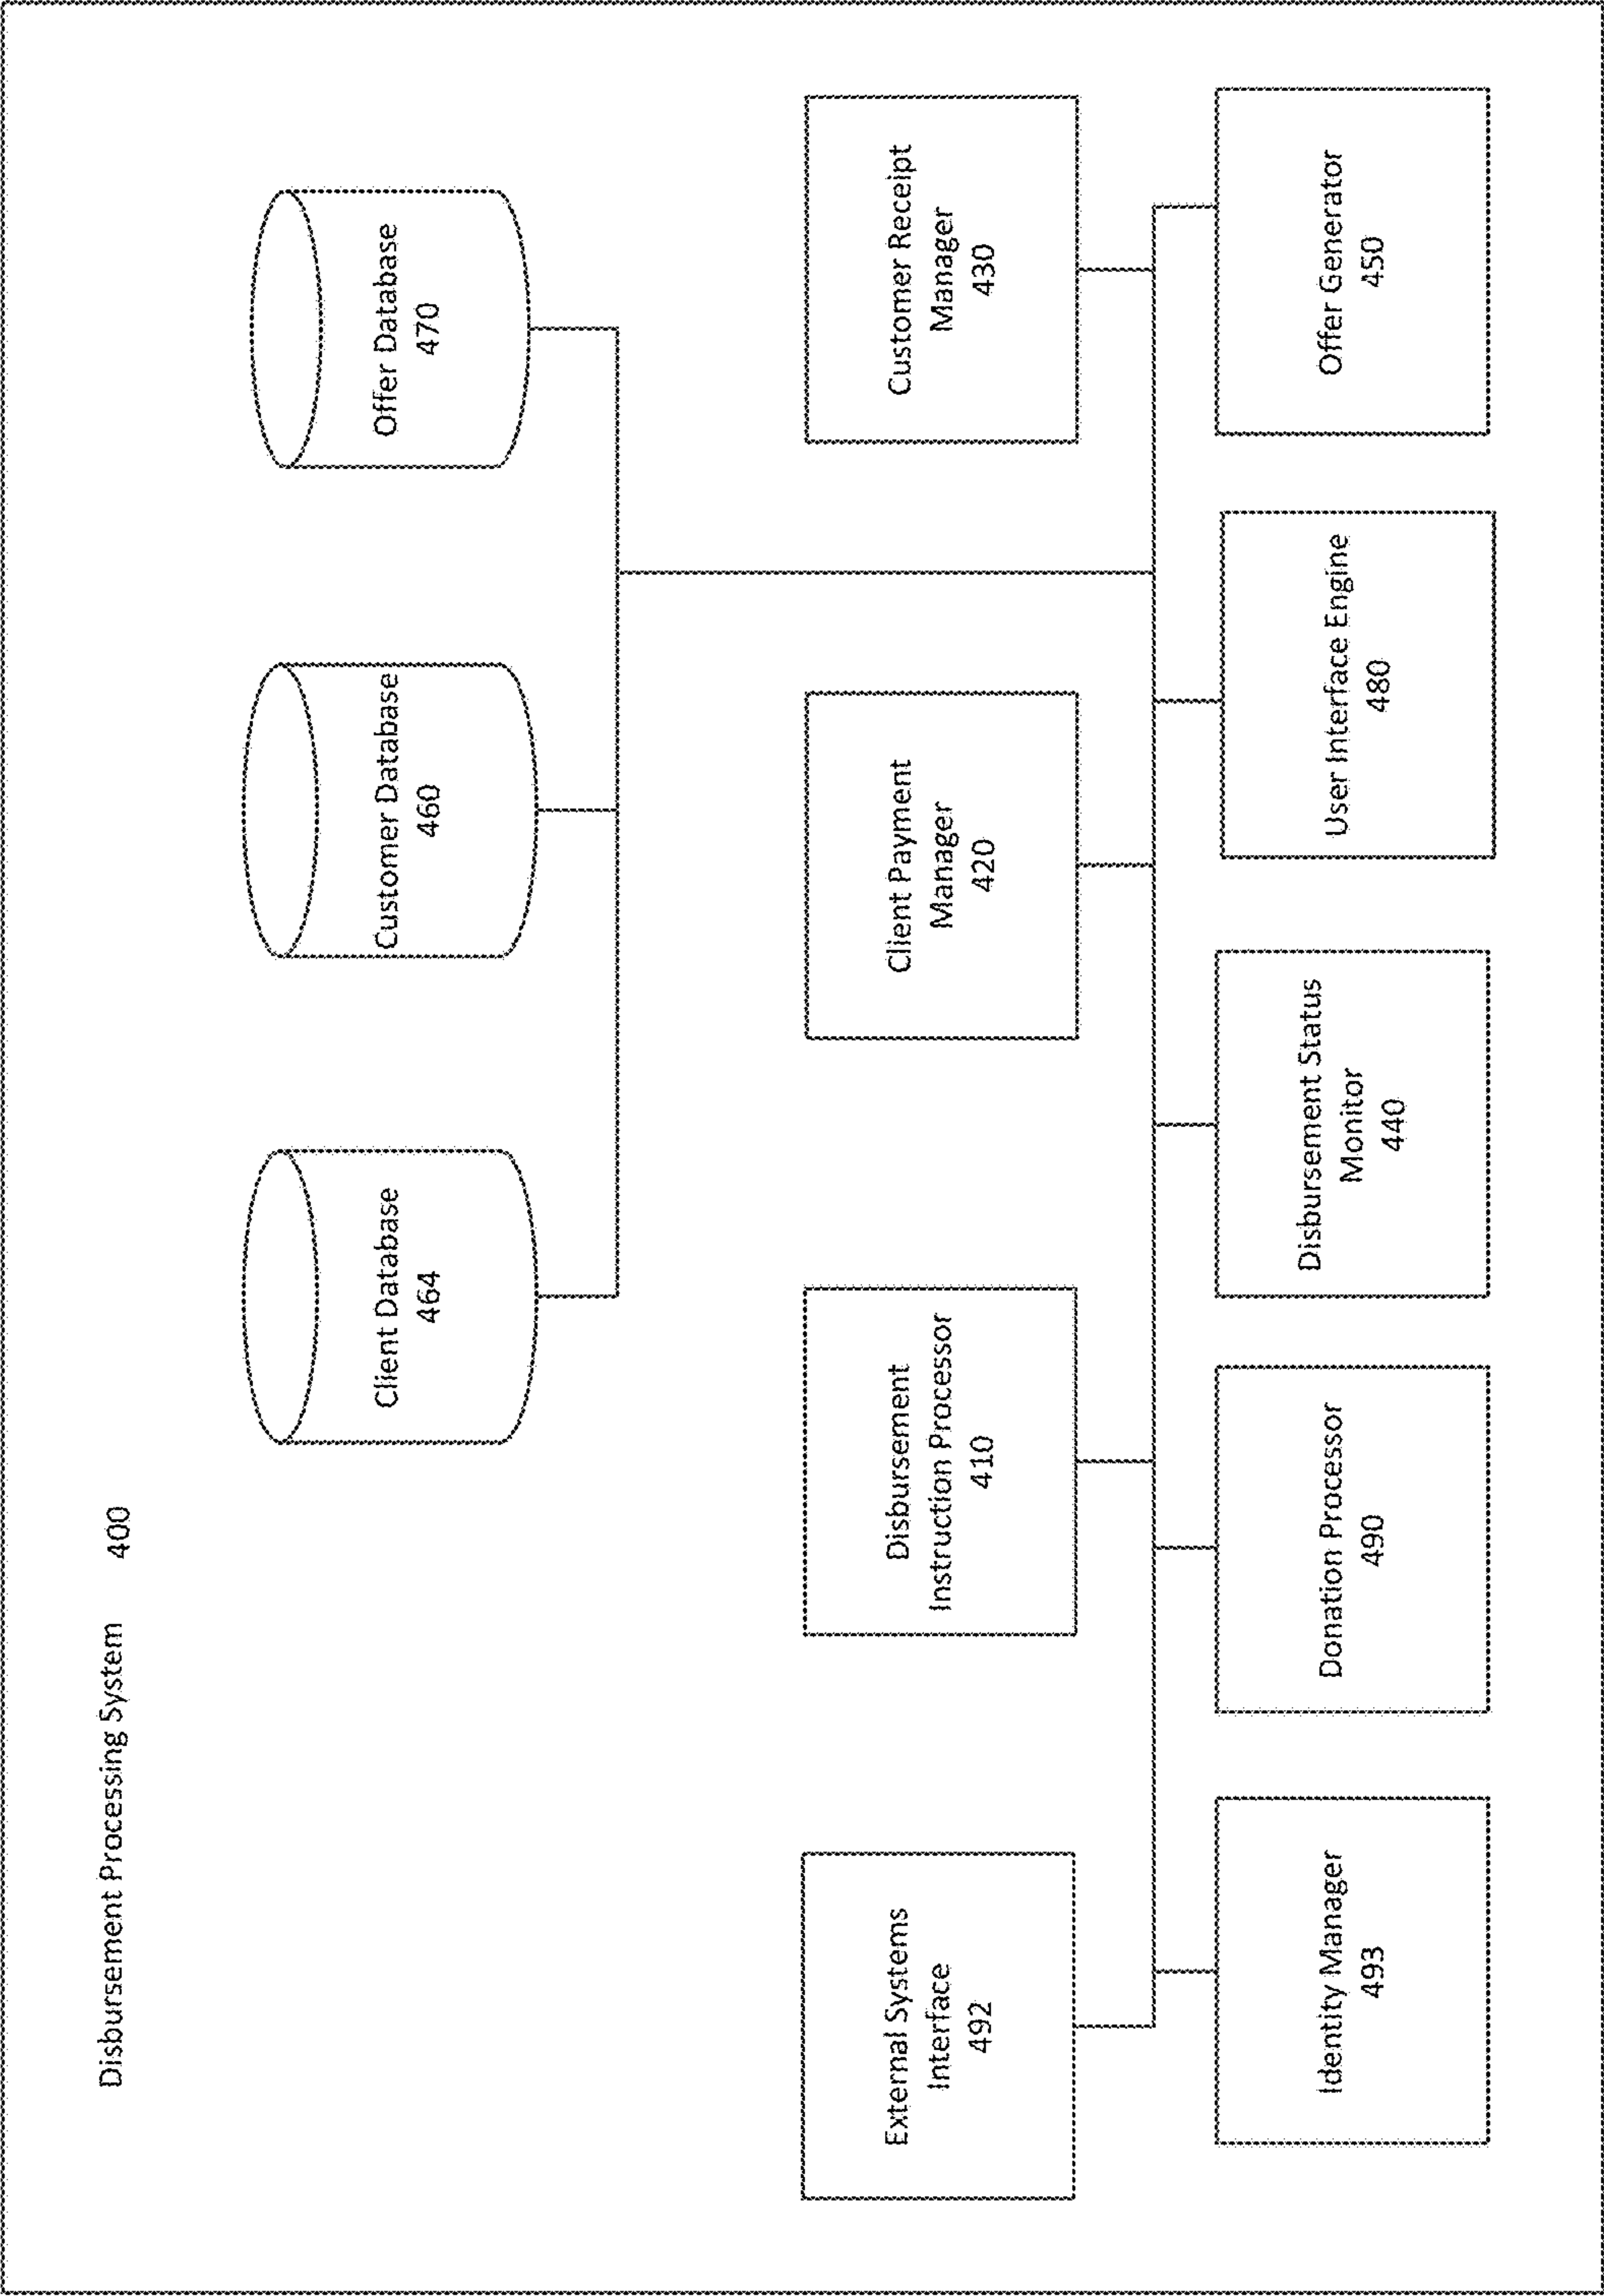 Disbursement Processing System 400
Client Database
464
Customer Database
460
Offer Database
470
External Systems
Interface
492
Disbursement
Instruction Processor
410
Client Payment
Manager
420
Customer Receipt
Manager
430
Identity Manager
493
Donation Processor
490
Disbursement Status
Monitor
440
User Interface Engine
480
Offer Generator
450